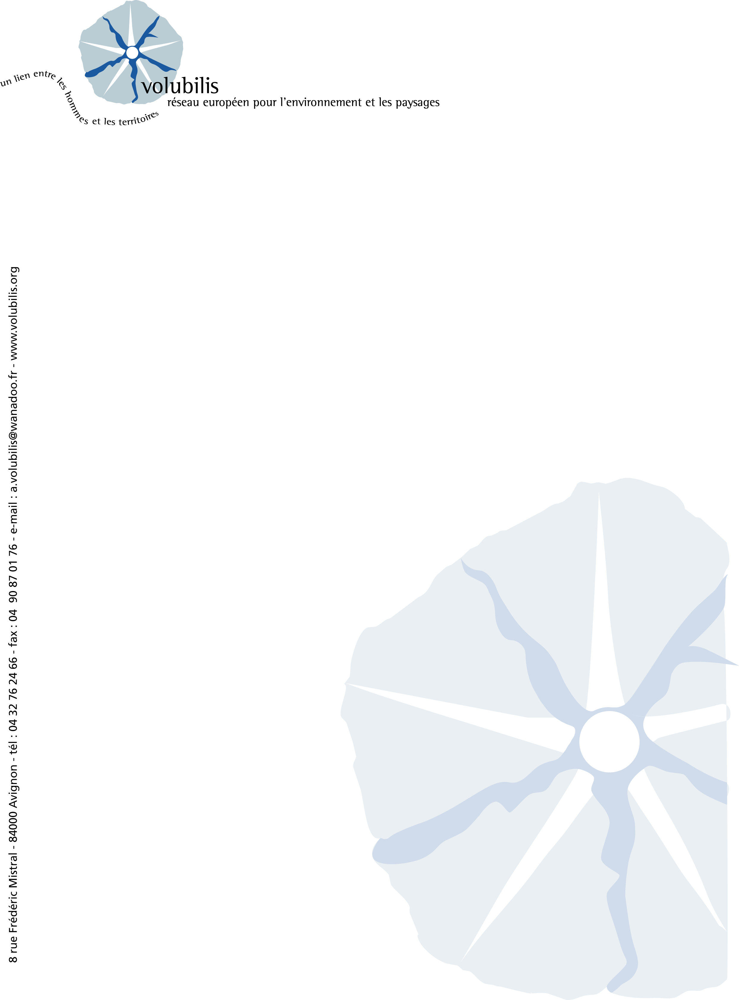 un lien entre les hommes et les territoires
volubilis
réseau européen pour l'environnement et les paysages
8 rue Frédéric Mistral - 84000 Avignon - tél : 04 32 76 24 66 - fax : 04 90 87 01 76 - e-mail : a.volubilis@wanadoo.fr - www.volubilis.org